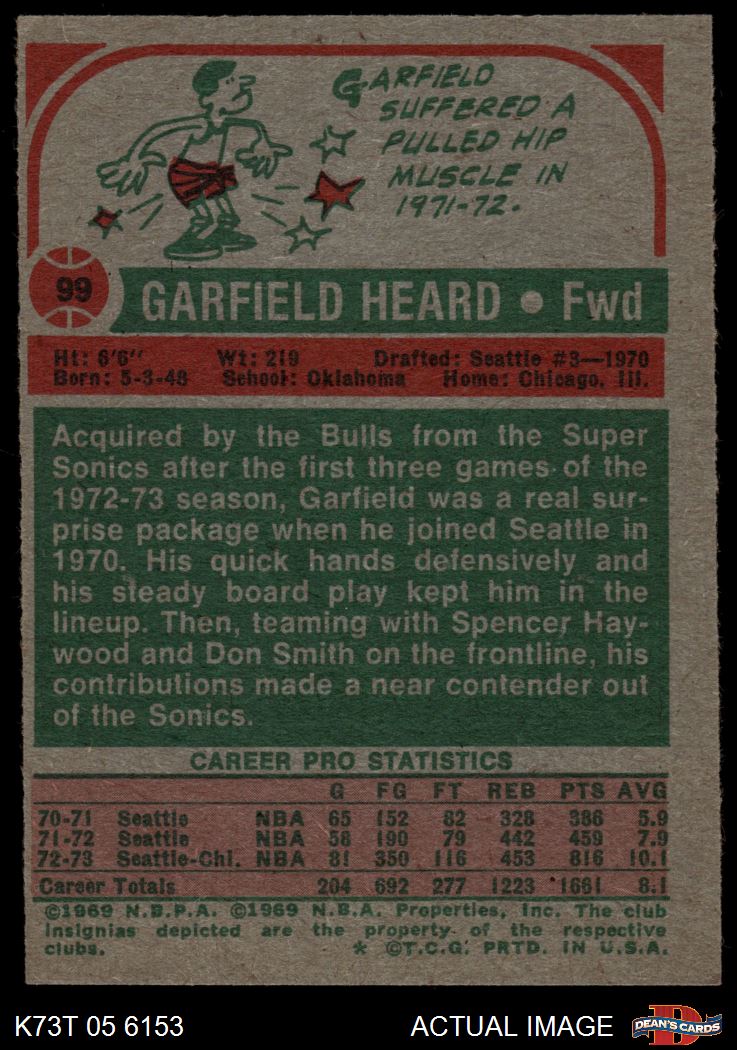 GARFIELD
SUFFERED A
PULLED HIP
MUSCLE IN
1971-72.
99
GARFIELD HEARD • Fwd
Ht: 6'6" Wt: 219 Drafted: Seattle #3—1970
Born: 5-3-48 School: Oklahoma Home: Chicago, Ill.
Acquired by the Bulls from the Super
Sonics after the first three games of the
1972-73 season, Garfield was a real sur-
prise package when he joined Seattle in
1970. His quick hands defensively and
his steady board play kept him in the
lineup. Then, teaming with Spencer Hay-
wood and Don Smith on the frontline, his
contributions made a near contender out
of the Sonics.
CAREER PRO STATISTICS
G FG FT REB PTS AVG
70-71 Seattle NBA 65 152 82 328 386 5.9
71-72 Seattle NBA 58 190 79 442 459 7.9
72-73 Seattle-Chi. NBA 81 350 116 453 816 10.1
Career Totals 204 692 277 1223 1661 8.1
©1969 N.B.P.A. ©1969 N.B.A. Properties, Inc. The club
insignias depicted are the property of the respective
clubs. * ©T.C.G. PRTD. IN U.S.A.
K73T 05 6153 ACTUAL IMAGE
DEAN'S CARDS